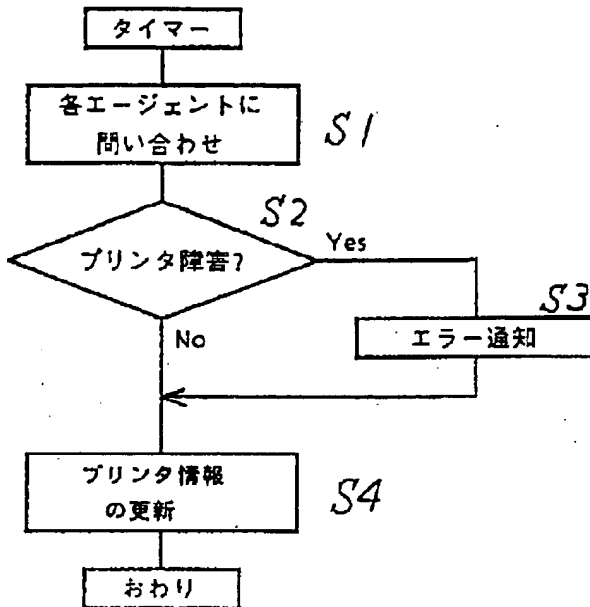 タイマー
各エージェントに
問い合わせ
S1
S2
プリンタ障害?
Yes
No
S3
エラー通知
プリンタ情報
の更新
S4
おわり